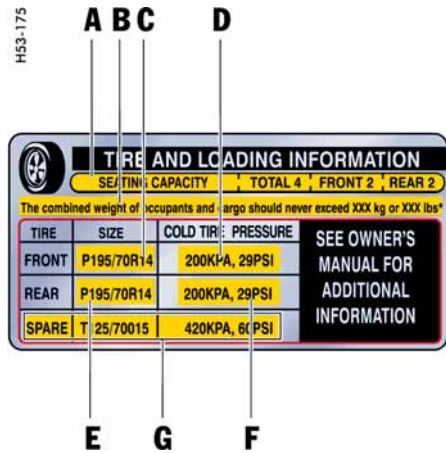 H53-175
A B C D
TIRE AND LOADING INFORMATION
SEATING CAPACITY TOTAL 4 FRONT 2 REAR 2
The combined weight of occupants and cargo should never exceed XXX kg or XXX lbs*
TIRE SIZE COLD TIRE PRESSURE
SEE OWNER'S
MANUAL FOR
ADDITIONAL
INFORMATION
FRONT P195/70R14 200KPA, 29PSI
REAR P195/70R14 200KPA, 29PSI
SPARE T125/70015 420KPA, 60PSI
E G F